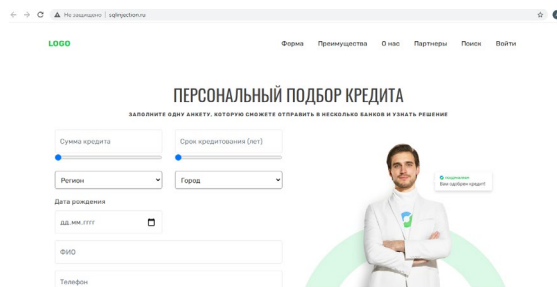 Не защищено | sqlinjection.ru
LOGO
Форма Преимущества О нас Партнеры Поиск Войти
ПЕРСОНАЛЬНЫЙ ПОДБОР КРЕДИТА
ЗАПОЛНИТЕ ОДНУ АНКЕТУ, КОТОРУЮ СМОЖЕТЕ ОТПРАВИТЬ В НЕСКОЛЬКО БАНКОВ И УЗНАТЬ РЕШЕНИЕ
Сумма кредита Срок кредитования (лет)
Регион Город
Дата рождения
дд.мм.гггг
ФИО
Телефон
Вам одобрен кредит!